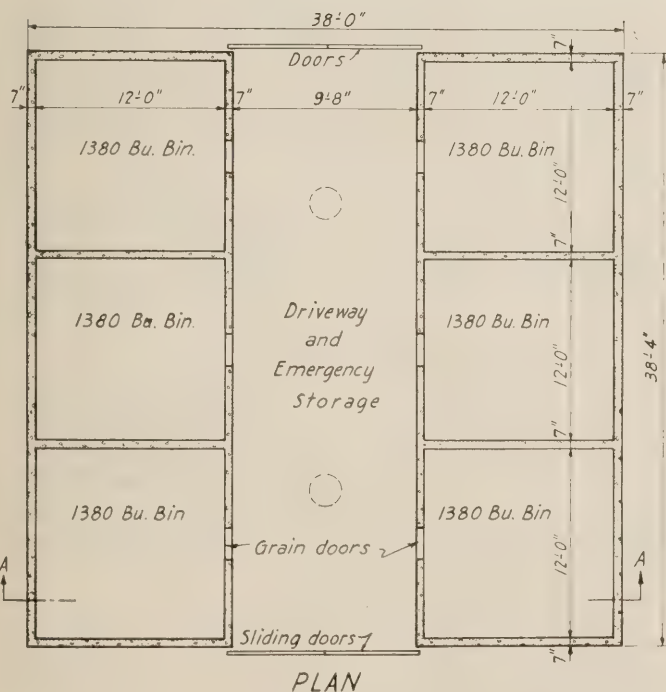 38'-0"
Doors
7"
7"
12'-0"
7"
9'-8"
7"
12'-0"
7"
1380 Bu. Bin.
1380 Bu. Bin
12'-0"
7"
1380 Bu. Bin.
Driveway
and
Emergency
Storage
1380 Bu. Bin
12'-0"
38'-4"
7"
1380 Bu. Bin
1380 Bu. Bin
Grain doors
12'-0"
A
A
Sliding doors
7"
PLAN